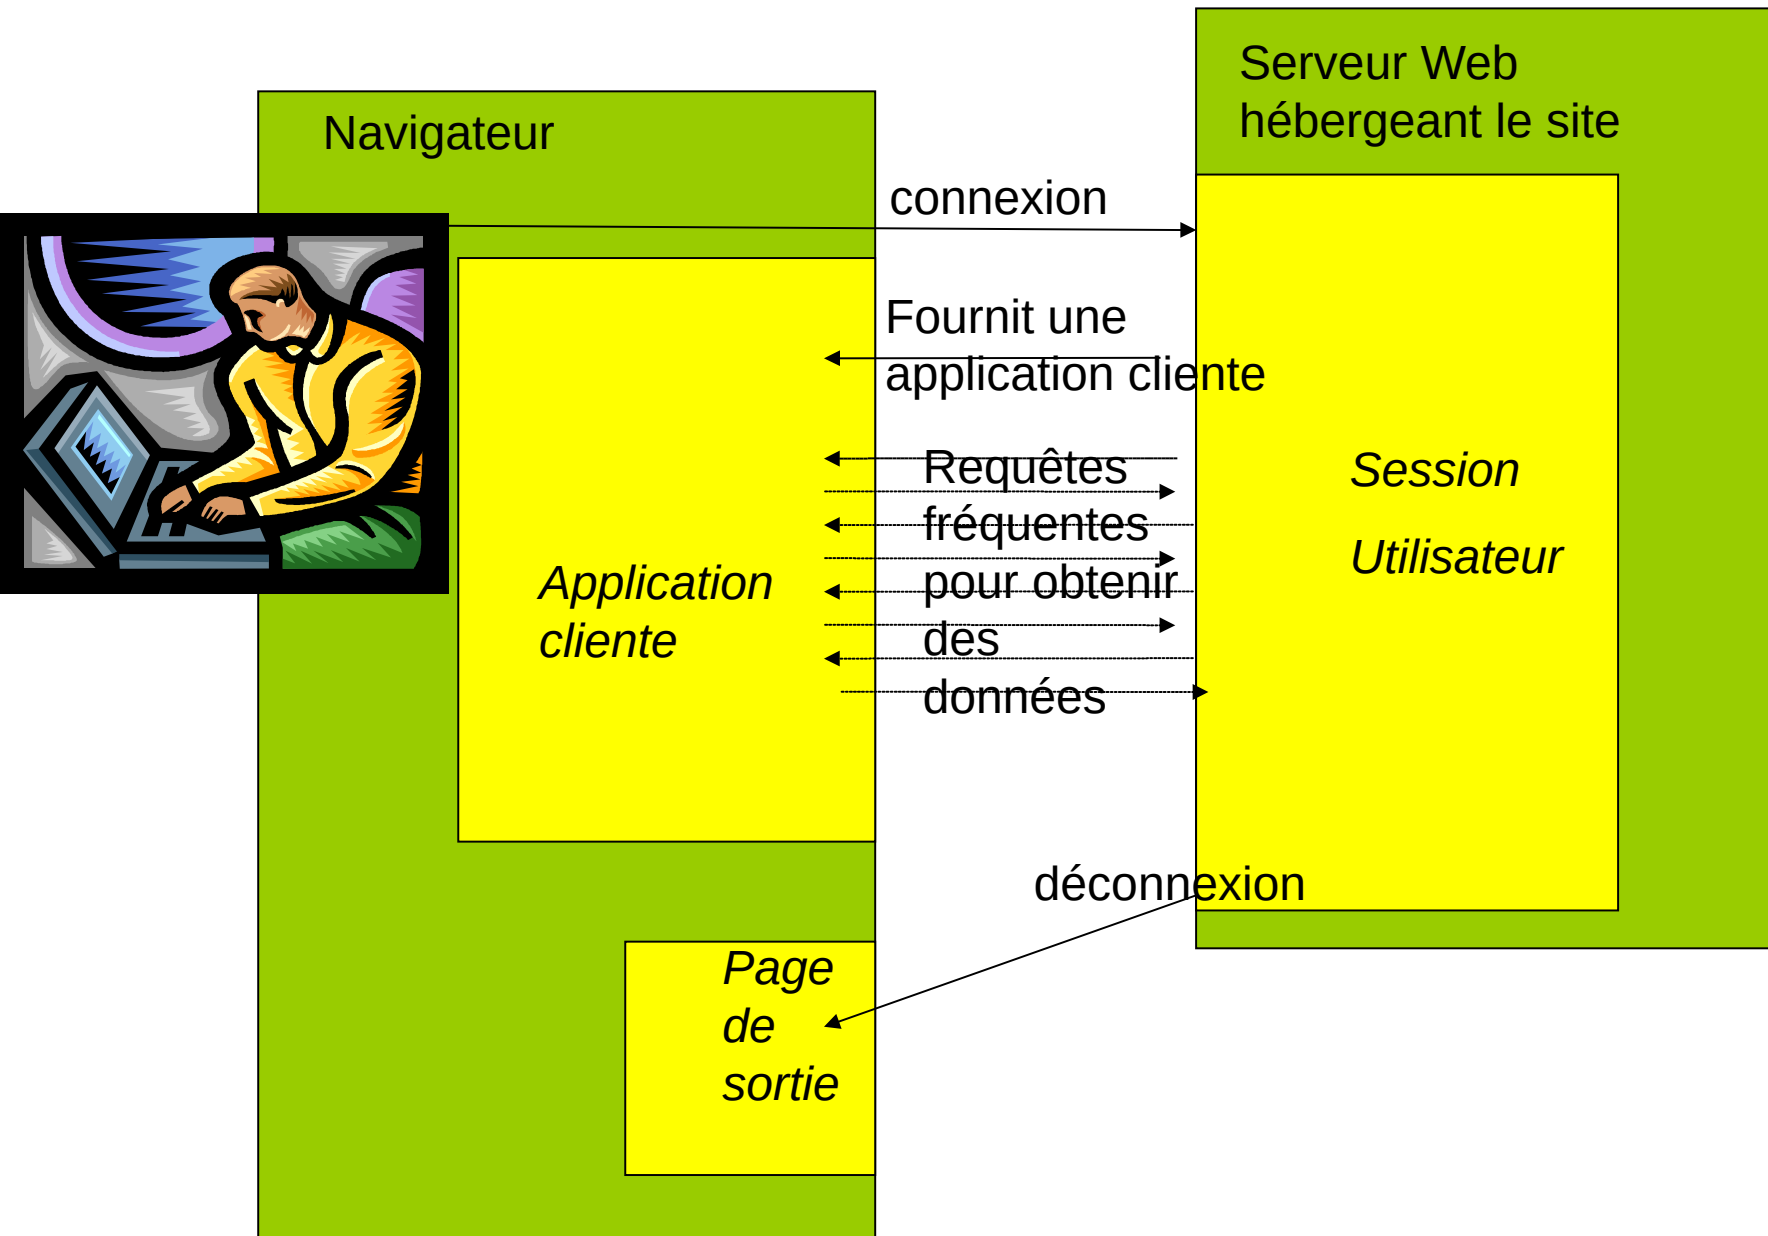 Serveur Web
hébergeant le site
Navigateur
connexion
Fournit une
application cliente
Requêtes
fréquentes
pour obtenir
des
données
Session
Utilisateur
Application
cliente
déconnexion
Page
de
sortie